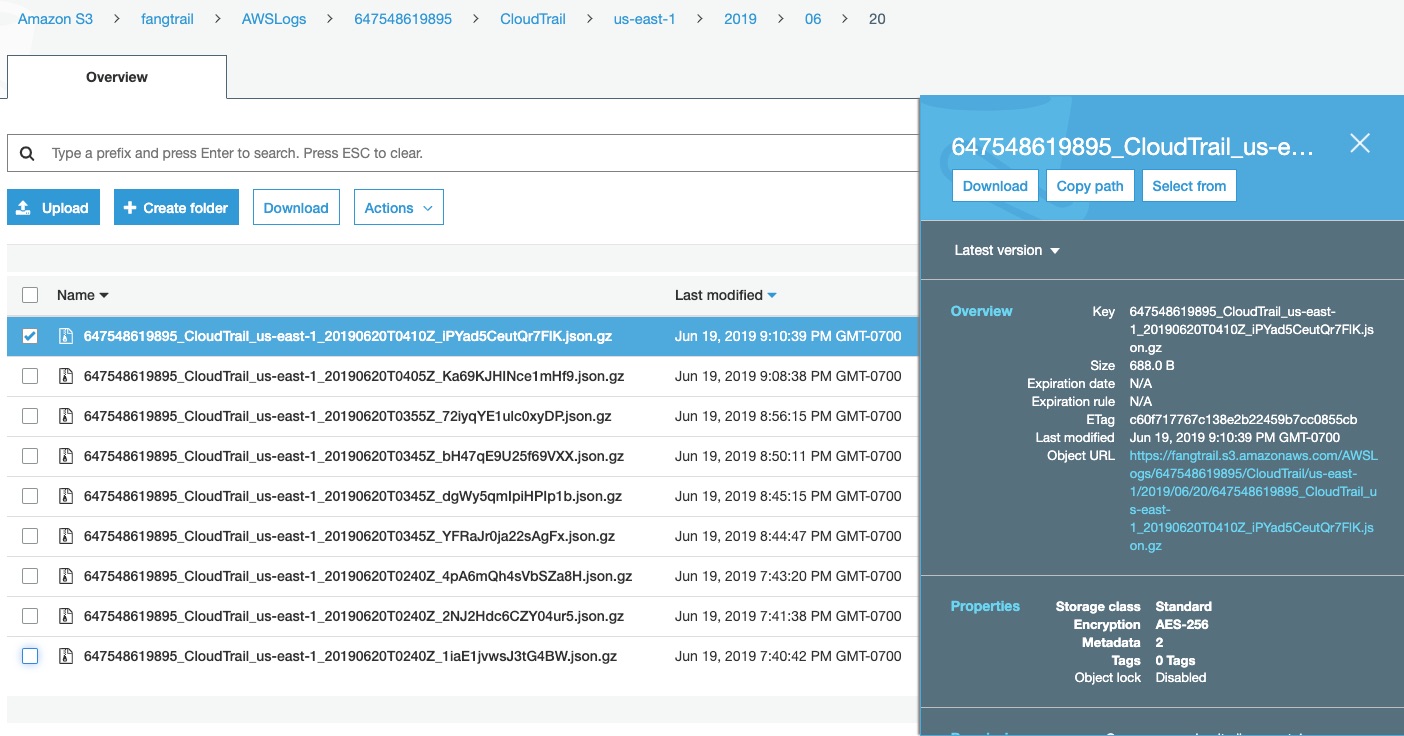 Amazon S3 > fangtrail > AWSLogs > 647548619895 > CloudTrail > us-east-1 > 2019 > 06 > 20
Overview
Type a prefix and press Enter to search. Press ESC to clear.
Upload + Create folder Download Actions
Name Last modified
647548619895_CloudTrail_us-east-1_20190620T0410Z_iPYad5CeutQr7FlK.json.gz Jun 19, 2019 9:10:39 PM GMT-0700
647548619895_CloudTrail_us-east-1_20190620T0405Z_Ka69KJHINce1mHf9.json.gz Jun 19, 2019 9:08:38 PM GMT-0700
647548619895_CloudTrail_us-east-1_20190620T0355Z_72iyqYE1ulc0xyDP.json.gz Jun 19, 2019 8:56:15 PM GMT-0700
647548619895_CloudTrail_us-east-1_20190620T0345Z_bH47qE9U25f69VXX.json.gz Jun 19, 2019 8:50:11 PM GMT-0700
647548619895_CloudTrail_us-east-1_20190620T0345Z_dgWy5qmIpiHPIp1b.json.gz Jun 19, 2019 8:45:15 PM GMT-0700
647548619895_CloudTrail_us-east-1_20190620T0345Z_YFRaJr0ja22sAgFx.json.gz Jun 19, 2019 8:44:47 PM GMT-0700
647548619895_CloudTrail_us-east-1_20190620T0240Z_4pA6mQh4sVbSZa8H.json.gz Jun 19, 2019 7:43:20 PM GMT-0700
647548619895_CloudTrail_us-east-1_20190620T0240Z_2NJ2Hdc6CZY04ur5.json.gz Jun 19, 2019 7:41:38 PM GMT-0700
647548619895_CloudTrail_us-east-1_20190620T0240Z_1iaE1jvwsJ3tG4BW.json.gz Jun 19, 2019 7:40:42 PM GMT-0700
647548619895_CloudTrail_us-e...
Download Copy path Select from
Latest version
Overview Key 647548619895_CloudTrail_us-east-
1_20190620T0410Z_iPYad5CeutQr7FlK.js
on.gz
Size 688.0 B
Expiration date N/A
Expiration rule N/A
ETag c60f717767c138e2b22459b7cc0855cb
Last modified Jun 19, 2019 9:10:39 PM GMT-0700
Object URL https://fangtrail.s3.amazonaws.com/AWSL
ogs/647548619895/CloudTrail/us-east-
1/2019/06/20/647548619895_CloudTrail_u
s-east-
1_20190620T0410Z_iPYad5CeutQr7FlK.js
on.gz
Properties Storage class Standard
Encryption AES-256
Metadata 2
Tags 0 Tags
Object lock Disabled